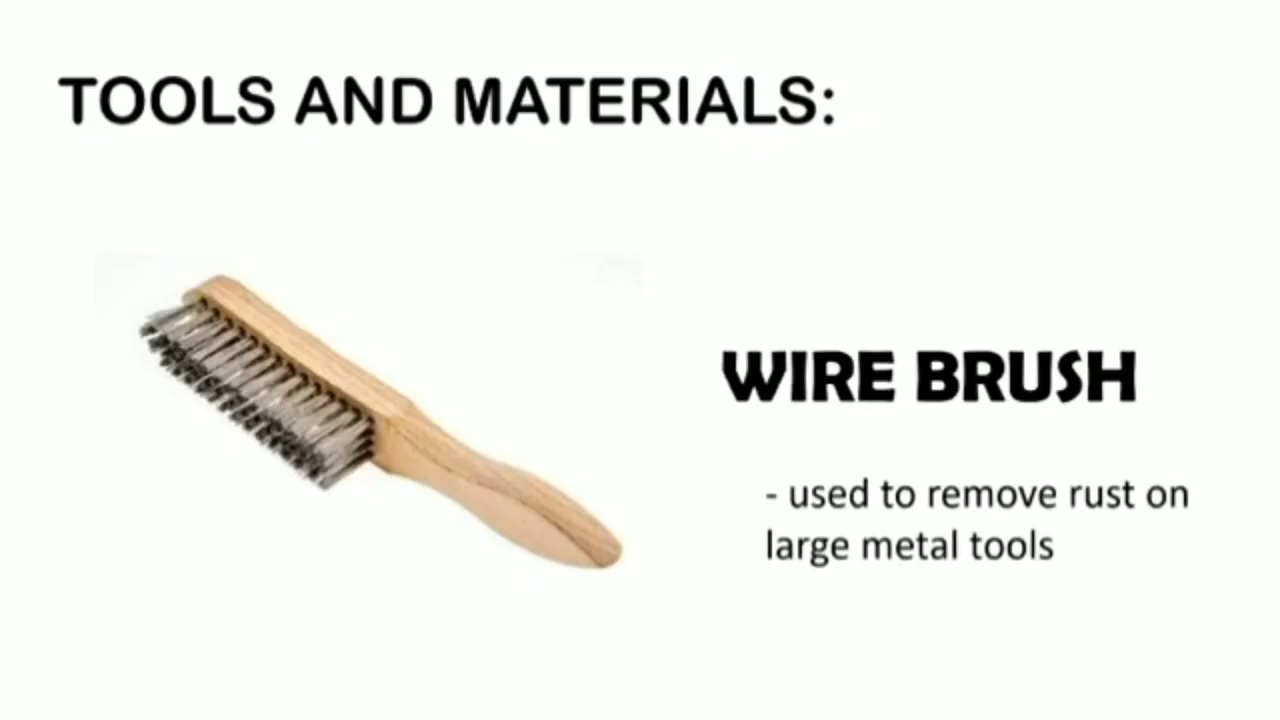 TOOLS AND MATERIALS:
WIRE BRUSH
- used to remove rust on
large metal tools